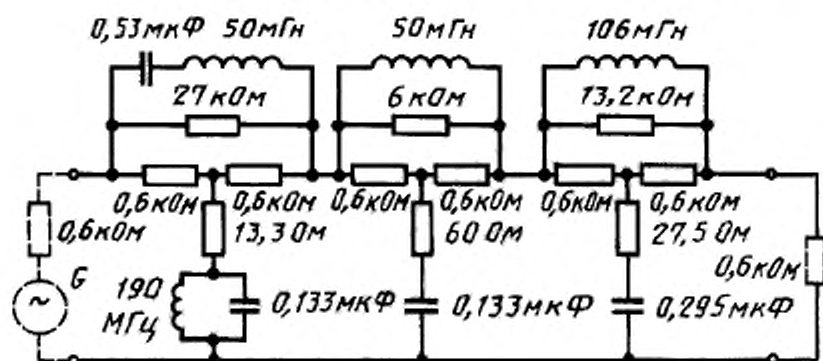 0,53мкФ 50мГн 50мГн 106мГн
27кОм 6кОм 13,2кОм
0,6кОм 0,6кОм 0,6кОм 0,6кОм 0,6кОм 0,6кОм
0,6кОм 13,3Ом 60Ом 27,5Ом
0,6кОм
G 190 МГц 0,133мкФ 0,133мкФ 0,295мкФ